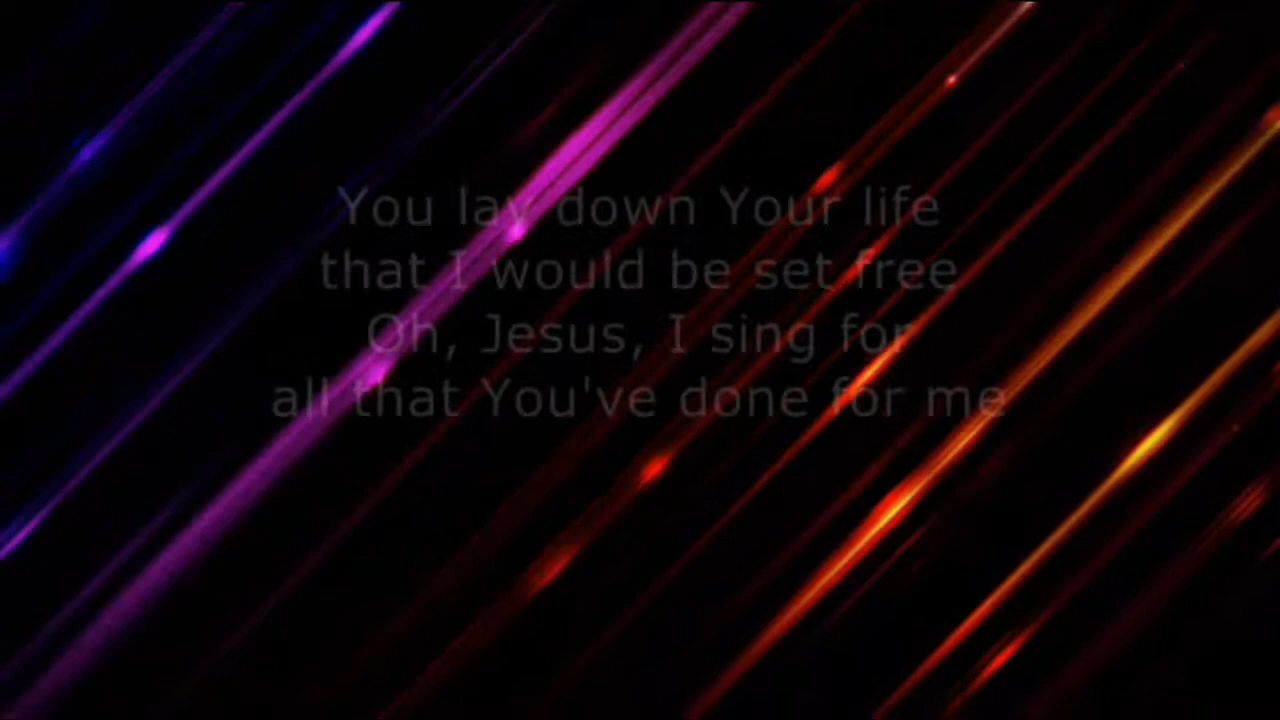 You lay down Your life
that I would be set free
Oh, Jesus, I sing for
all that You've done for me